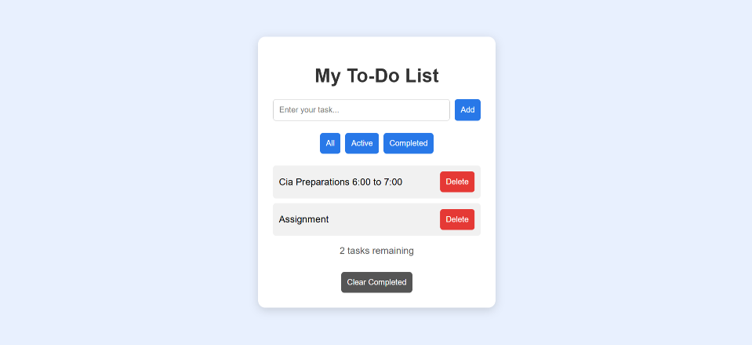 My To-Do List
Enter your task... Add
All Active Completed
Cia Preparations 6:00 to 7:00 Delete
Assignment Delete
2 tasks remaining
Clear Completed